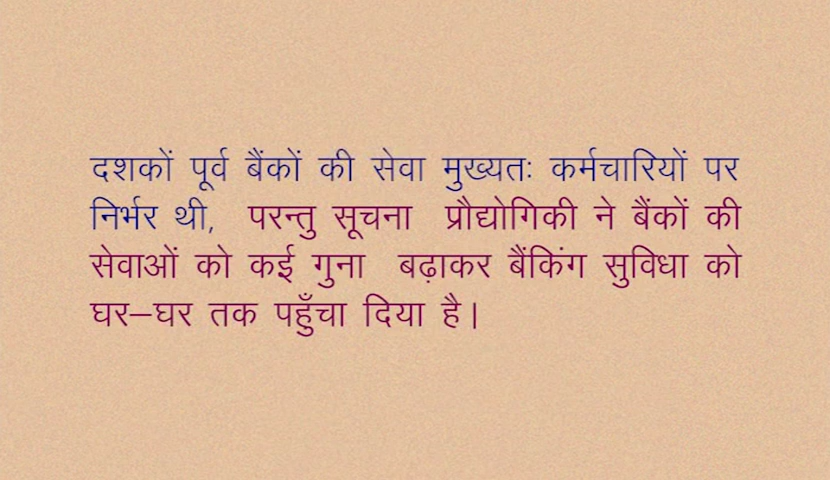 दशकों पूर्व बैंकों की सेवा मुख्यतः कर्मचारियों पर
निर्भर थी, परन्तु सूचना प्रौद्योगिकी ने बैंकों की
सेवाओं को कई गुना बढ़ाकर बैंकिंग सुविधा को
घर–घर तक पहुँचा दिया है।